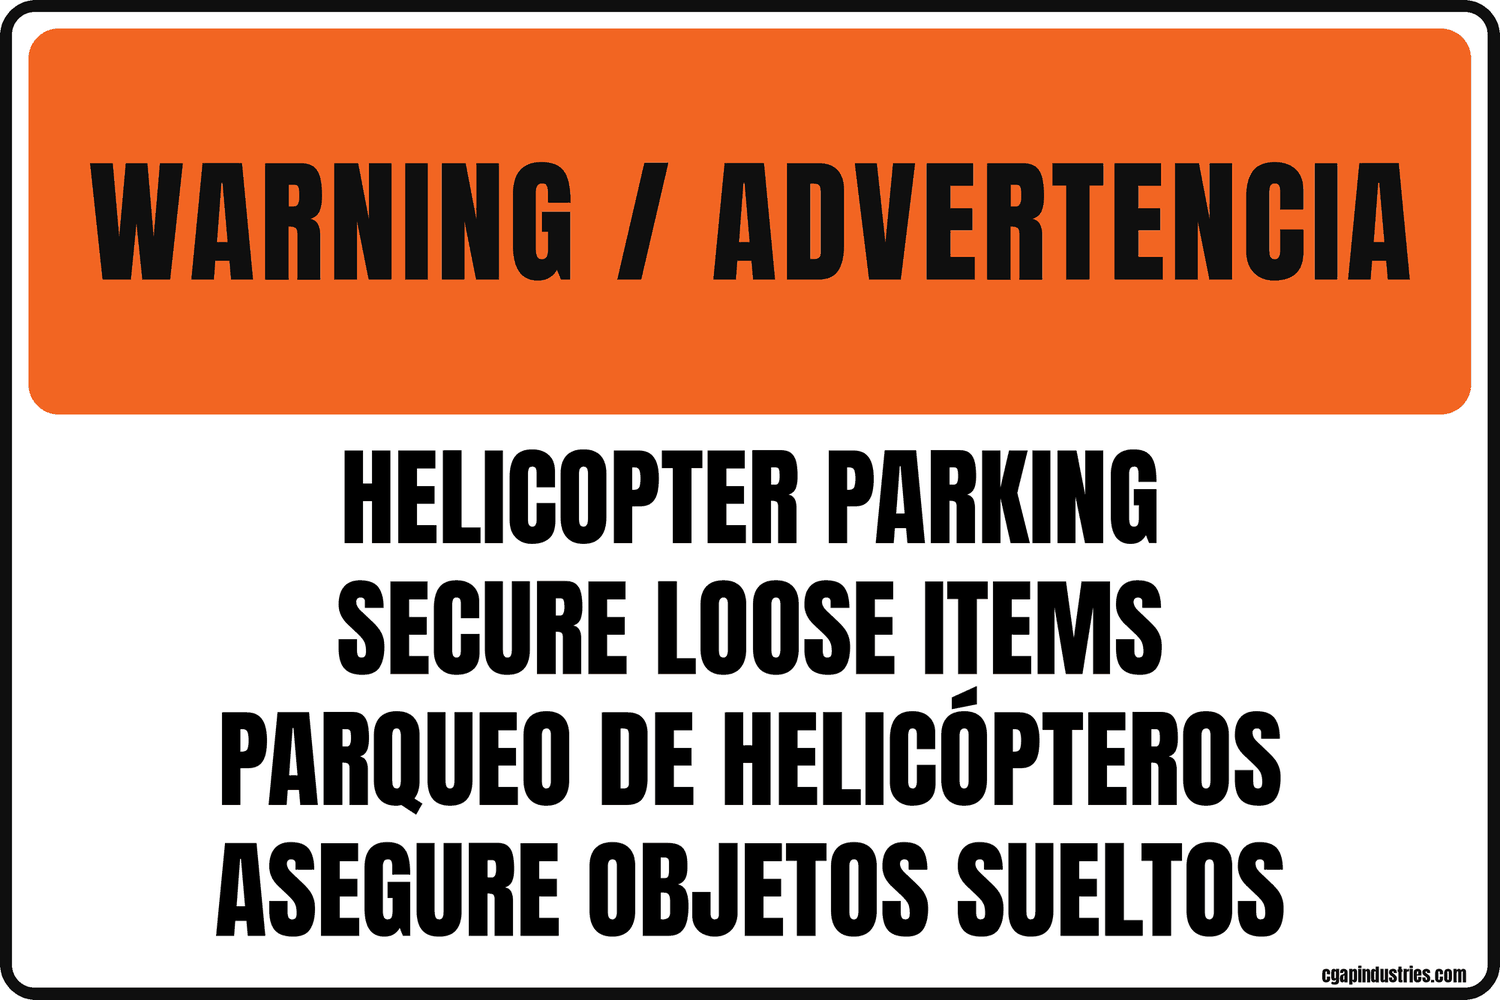 WARNING / ADVERTENCIA
HELICOPTER PARKING
SECURE LOOSE ITEMS
PARQUEO DE HELICÓPTEROS
ASEGURE OBJETOS SUELTOS
cgapindustries.com